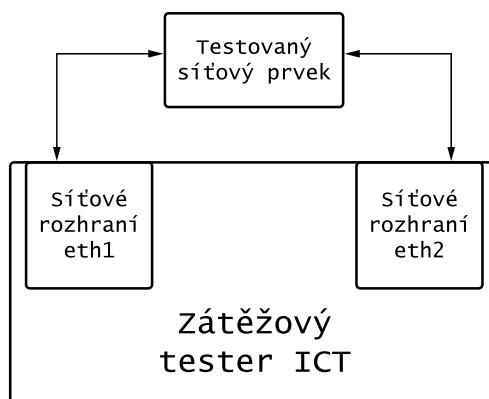 Testovaný
síťový prvek
Síťové
rozhraní
eth1
Síťové
rozhraní
eth2
Zátěžový
tester ICT